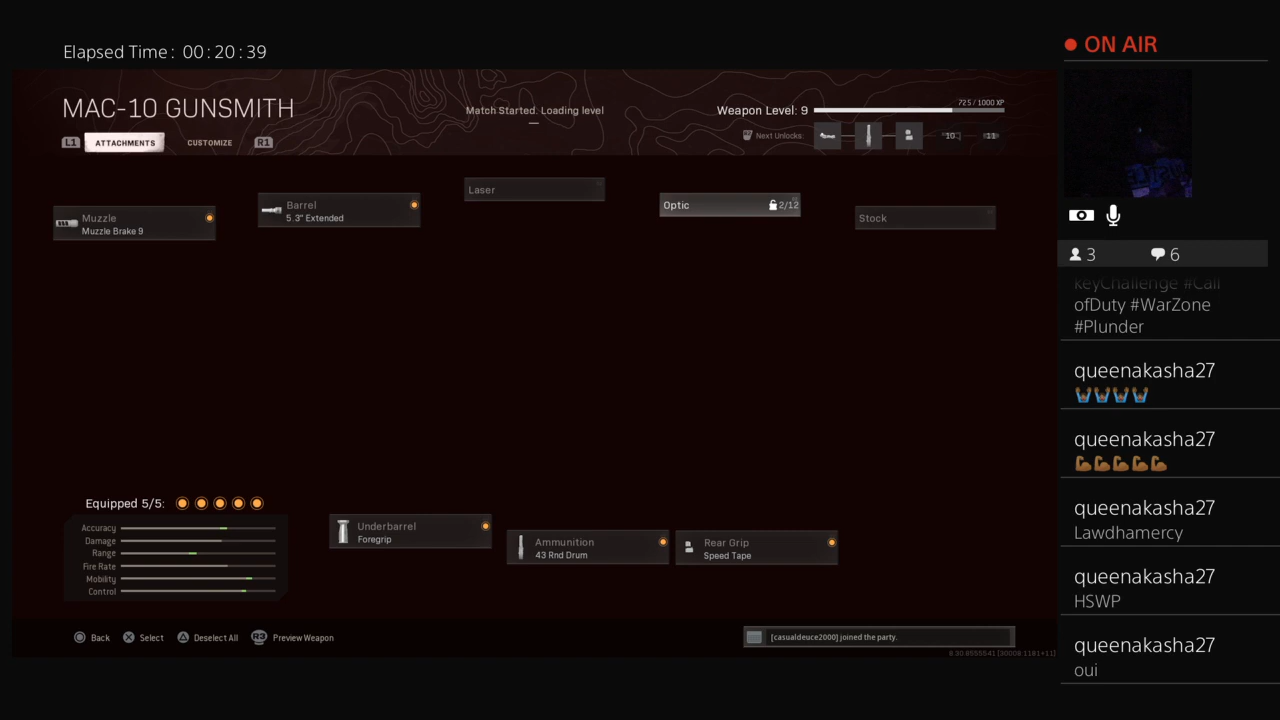 Elapsed Time: 00:20:39
ON AIR
MAC-10 GUNSMITH
Match Started. Loading level
Weapon Level: 9
725 / 1000 XP
L1 ATTACHMENTS CUSTOMIZE R1
Next Unlocks: 10 11
Muzzle
Muzzle Brake 9
Barrel
5.3" Extended
Laser
Optic 2/12
Stock
3 6
keyChallenge #Call
ofDuty #WarZone
#Plunder
queenakasha27
queenakasha27
queenakasha27
Lawdhamercy
queenakasha27
HSWP
queenakasha27
oui
Equipped 5/5:
Accuracy
Damage
Range
Fire Rate
Mobility
Control
Underbarrel
Foregrip
Ammunition
43 Rnd Drum
Rear Grip
Speed Tape
Back Select Deselect All R3 Preview Weapon
[casualdeuce2000] joined the party.